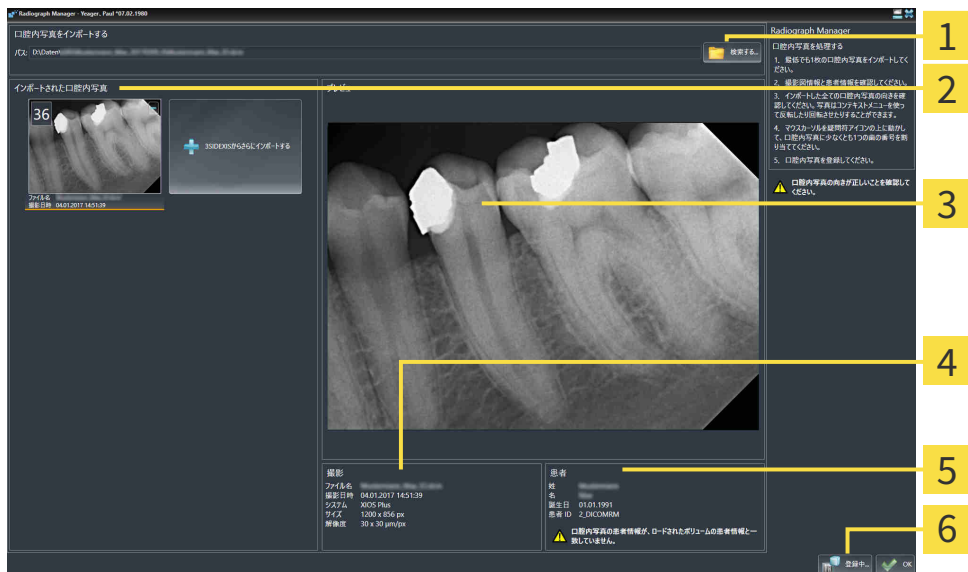 Radiograph Manager - Yeager, Paul *07.02.1980
口腔内写真をインポートする
パス: D:\Daten\
検索する...
インポートされた口腔内写真
36
ファイル名
撮影日時 04.01.2017 14:51:39
3SIDEXISからさらにインポートする
プレビュー
撮影
ファイル名
撮影日時 04.01.2017 14:51:39
システム XIOS Plus
サイズ 1200 x 856 px
解像度 30 x 30 µm/px
患者
姓
名
誕生日 01.01.1991
患者 ID 2_DICOMRM
口腔内写真の患者情報が、ロードされたボリュームの患者情報と一
致していません。
Radiograph Manager
口腔内写真を処理する
1. 最低でも1枚の口腔内写真をインポートしてく
ださい。
2. 撮影図情報と患者情報を確認してください。
3. インポートした全ての口腔内写真の向きを確
認してください。写真はコンテキストメニューを使っ
て反転したり回転させたりすることができます。
4. マウスカーソルを疑問符アイコンの上に動かし
て、口腔内写真に少なくとも1つの歯の番号を割
り当ててください。
5. 口腔内写真を登録してください。
口腔内写真の向きが正しいことを確認して
ください。
登録中...
OK
1
2
3
4
5
6